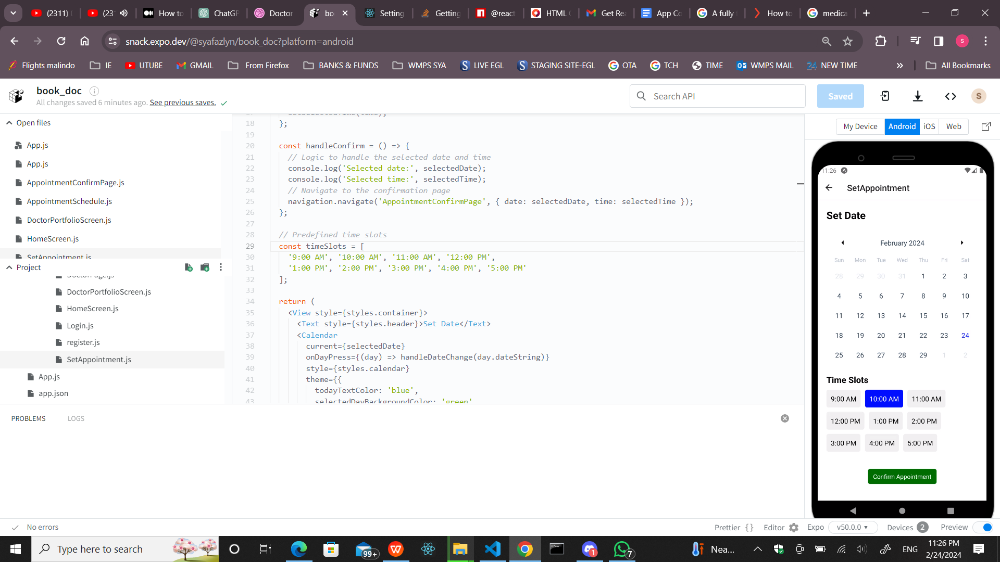 (2311)
(23
How to
ChatGP
Doctor
bo
Setting
Getting
@react
HTML
Get Rea
App Co
A fully
How to
medica
snack.expo.dev/@syafazlyn/book_doc?platform=android
S
Flights malindo
IE
UTUBE
GMAIL
From Firefox
BANKS & FUNDS
WMPS SYA
LIVE EGL
STAGING SITE-EGL
OTA
TCH
TIME
WMPS MAIL
NEW TIME
All Bookmarks
book_doc
All changes saved 6 minutes ago. See previous saves.
Search API
Saved
S
Open files
App.js
App.js
AppointmentConfirmPage.js
AppointmentSchedule.js
DoctorPortfolioScreen.js
HomeScreen.js
SetAppointment.js
Project
DoctorPage.js
DoctorPortfolioScreen.js
HomeScreen.js
Login.js
register.js
SetAppointment.js
App.js
app.json
17 setSelectedTime(time);
18 };
19
20 const handleConfirm = () => {
21 // Logic to handle the selected date and time
22 console.log('Selected date:', selectedDate);
23 console.log('Selected time:', selectedTime);
24 // Navigate to the confirmation page
25 navigation.navigate('AppointmentConfirmPage', { date: selectedDate, time: selectedTime });
26 };
27
28 // Predefined time slots
29 const timeSlots = [
30 '9:00 AM', '10:00 AM', '11:00 AM', '12:00 PM',
31 '1:00 PM', '2:00 PM', '3:00 PM', '4:00 PM', '5:00 PM'
32 ];
33
34 return (
35 <View style={styles.container}>
36 <Text style={styles.header}>Set Date</Text>
37 <Calendar
38 current={selectedDate}
39 onDayPress={(day) => handleDateChange(day.dateString)}
40 style={styles.calendar}
41 theme={{
42 todayTextColor: 'blue',
43 selectedDayBackgroundColor: 'green'
PROBLEMS
LOGS
My Device
Android
iOS
Web
11:26
SetAppointment
Set Date
February 2024
Sun Mon Tue Wed Thu Fri Sat
28 29 30 31 1 2 3
4 5 6 7 8 9 10
11 12 13 14 15 16 17
18 19 20 21 22 23 24
25 26 27 28 29 1 2
Time Slots
9:00 AM 10:00 AM 11:00 AM
12:00 PM 1:00 PM 2:00 PM
3:00 PM 4:00 PM 5:00 PM
Confirm Appointment
No errors
Prettier { }
Editor
Expo
v50.0.0
Devices 2
Preview
Type here to search
99+
1
7
Nea...
ENG
11:26 PM
2/24/2024